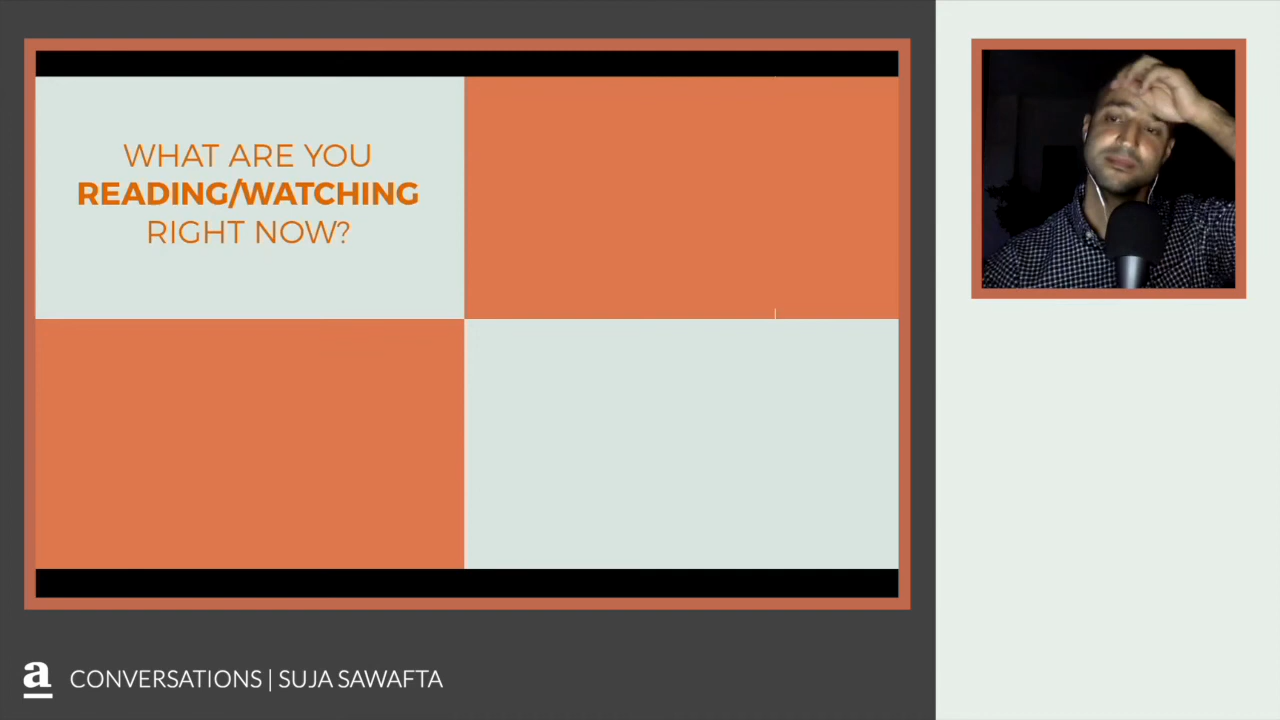 WHAT ARE YOU
READING/WATCHING
RIGHT NOW?
a CONVERSATIONS | SUJA SAWAFTA